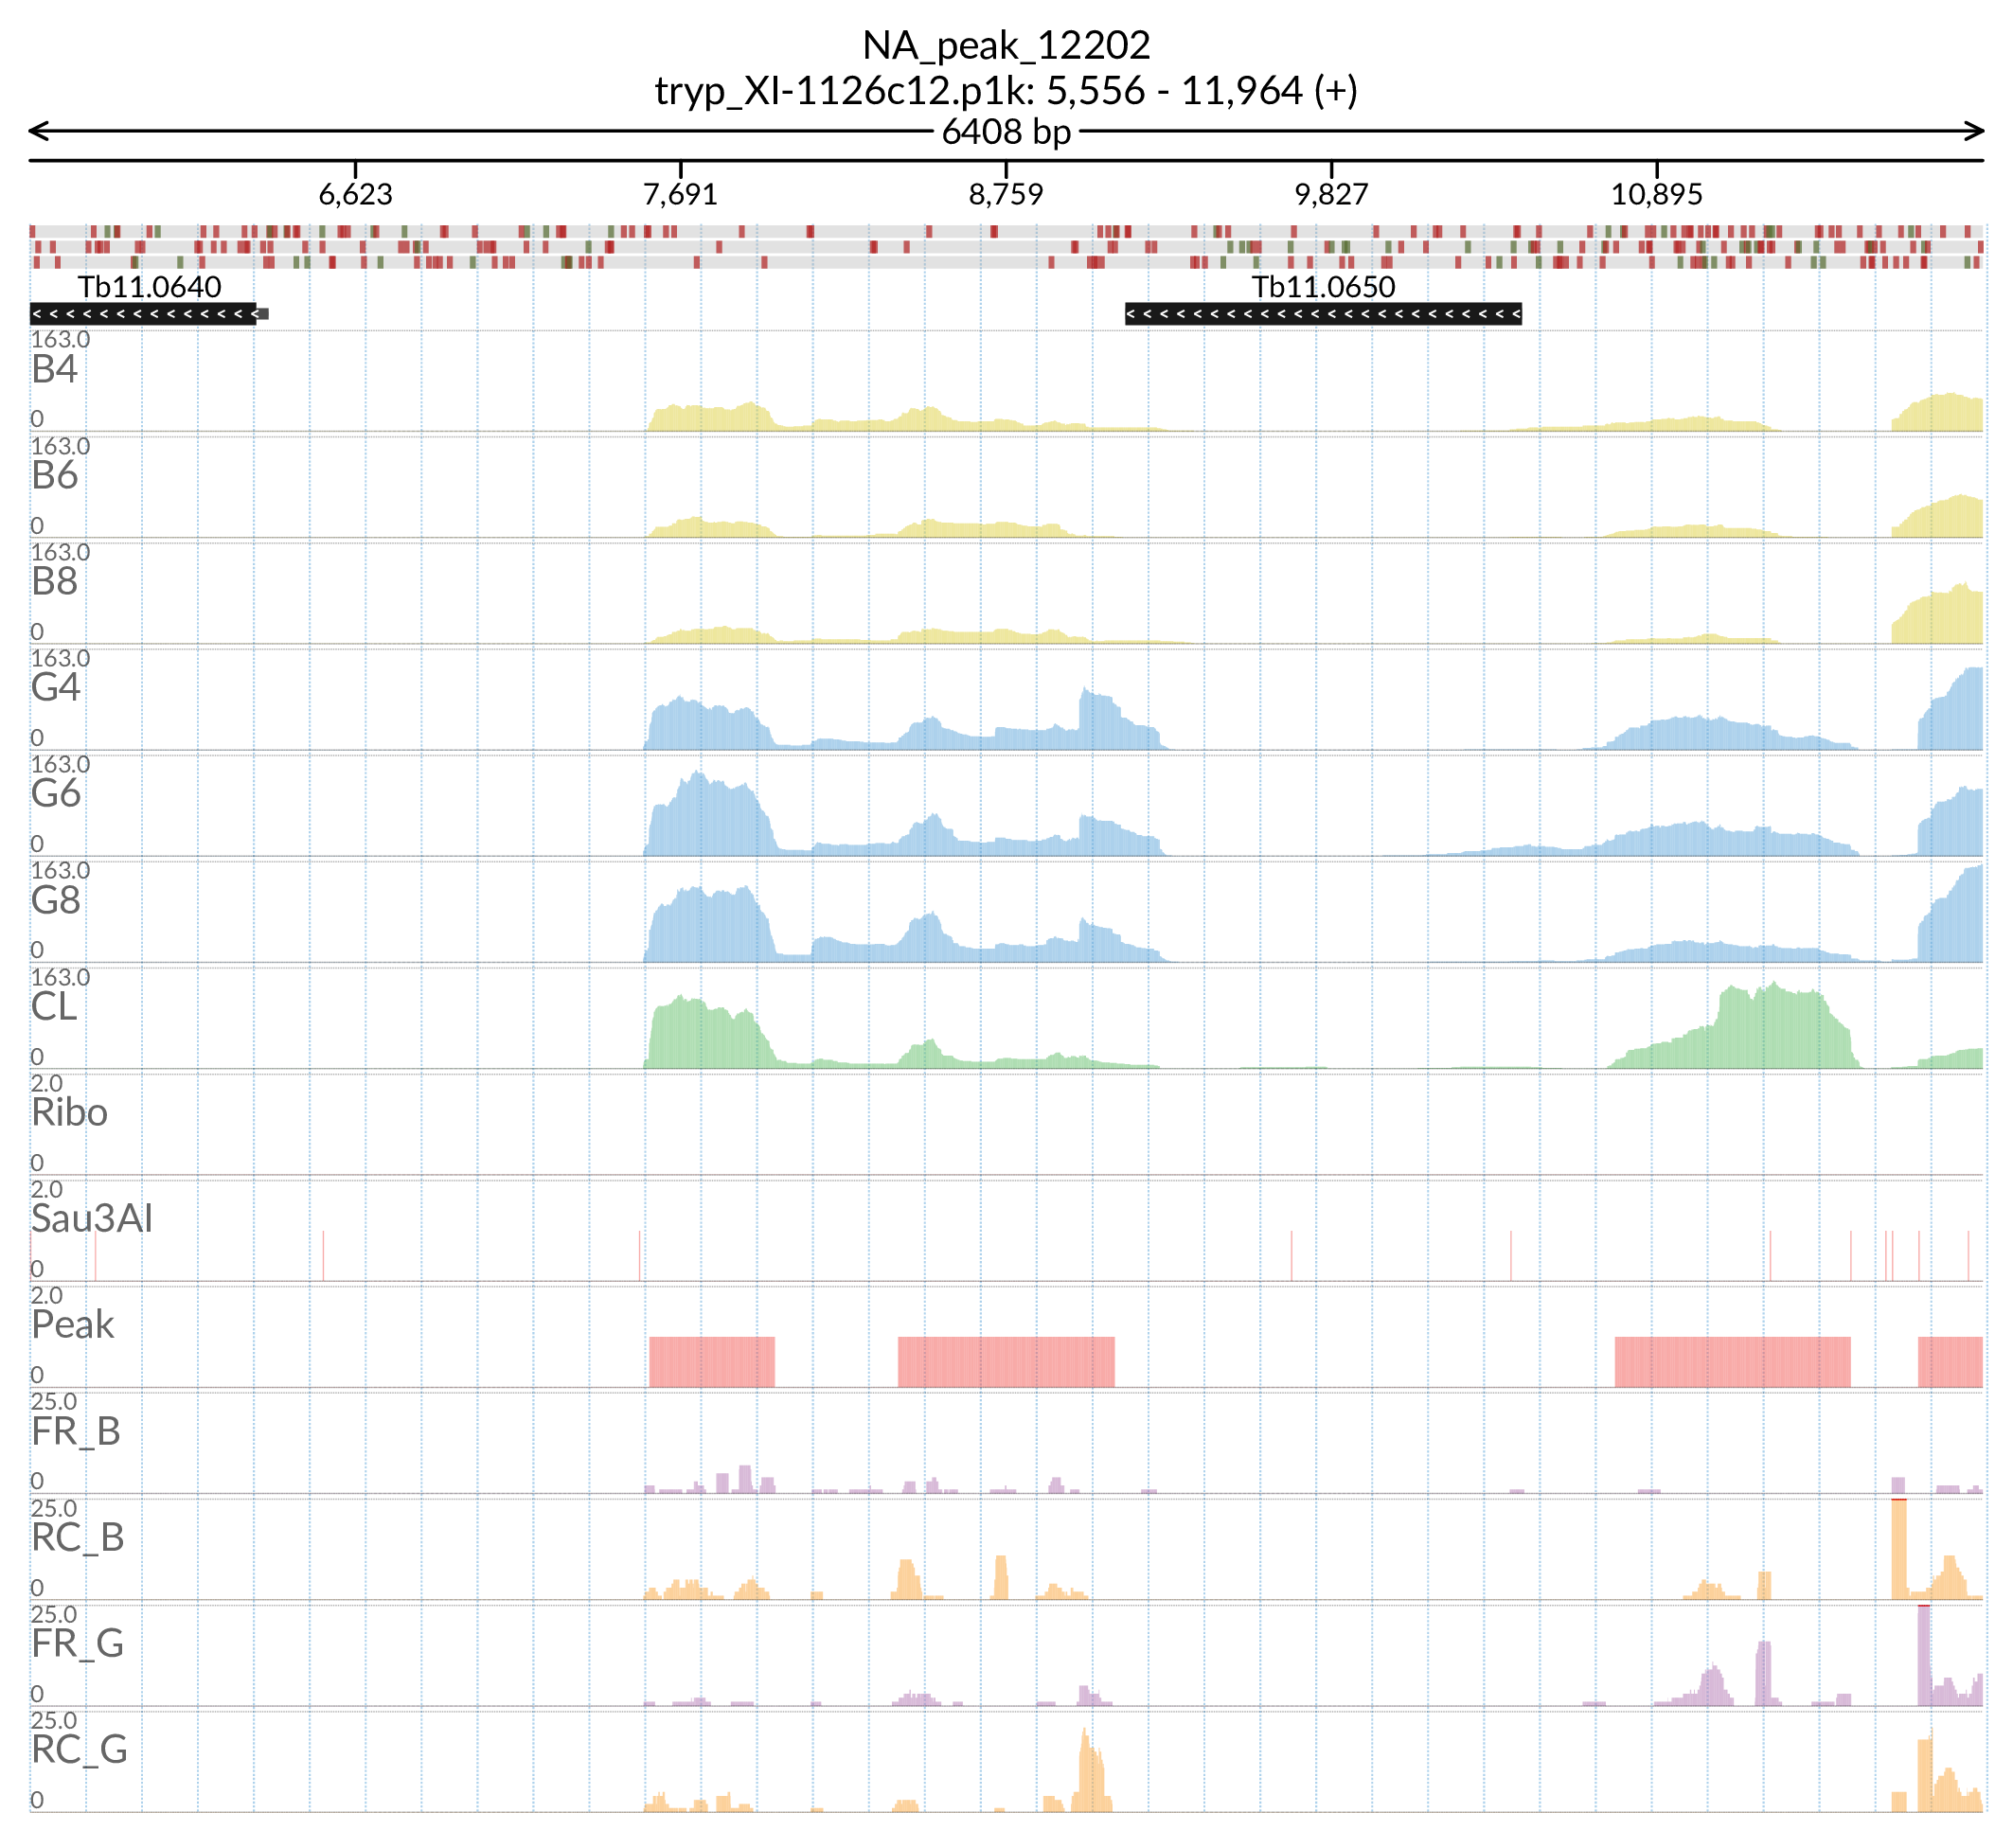 NA_peak_12202
tryp_XI-1126c12.p1k: 5,556 - 11,964 (+)
6408 bp
6,623 7,691 8,759 9,827 10,895
Tb11.0640 Tb11.0650
163.0
B4
0
163.0
B6
0
163.0
B8
0
163.0
G4
0
163.0
G6
0
163.0
G8
0
163.0
CL
0
2.0
Ribo
0
2.0
Sau3AI
0
2.0
Peak
0
25.0
FR_B
0
25.0
RC_B
0
25.0
FR_G
0
25.0
RC_G
0